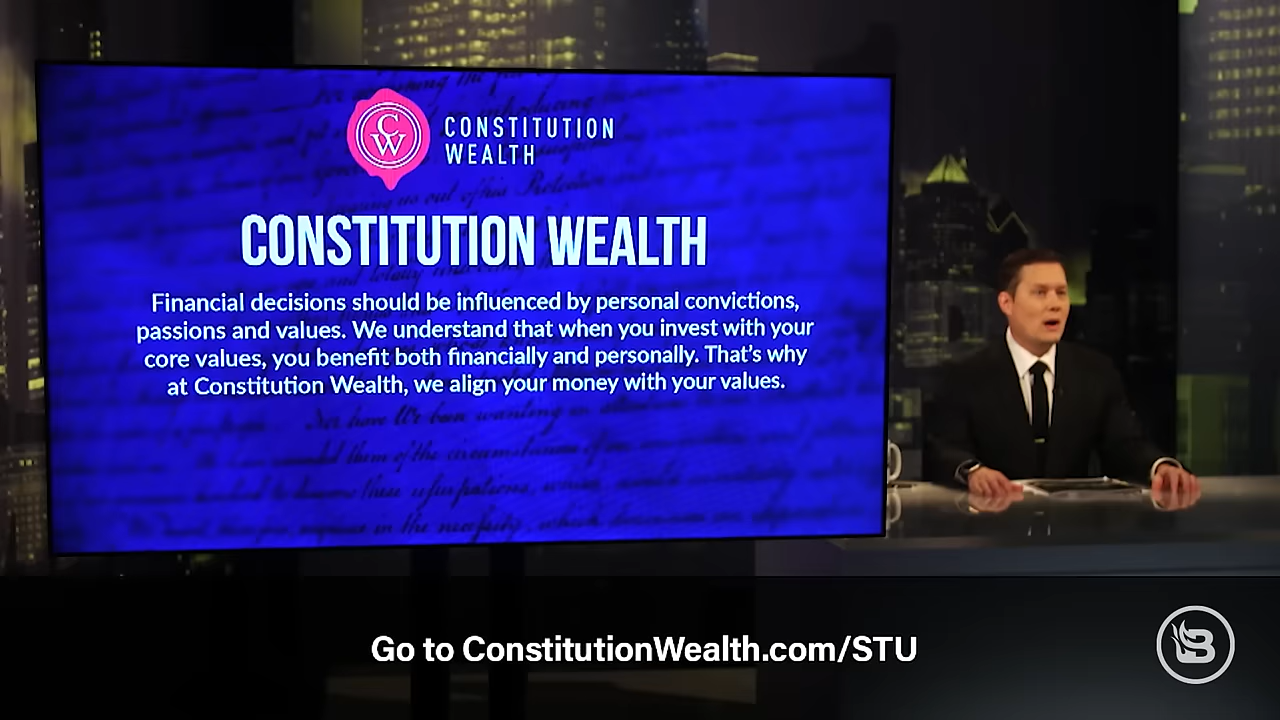 C
W
CONSTITUTION
WEALTH
CONSTITUTION WEALTH
Financial decisions should be influenced by personal convictions,
passions and values. We understand that when you invest with your
core values, you benefit both financially and personally. That's why
at Constitution Wealth, we align your money with your values.
Go to ConstitutionWealth.com/STU
B